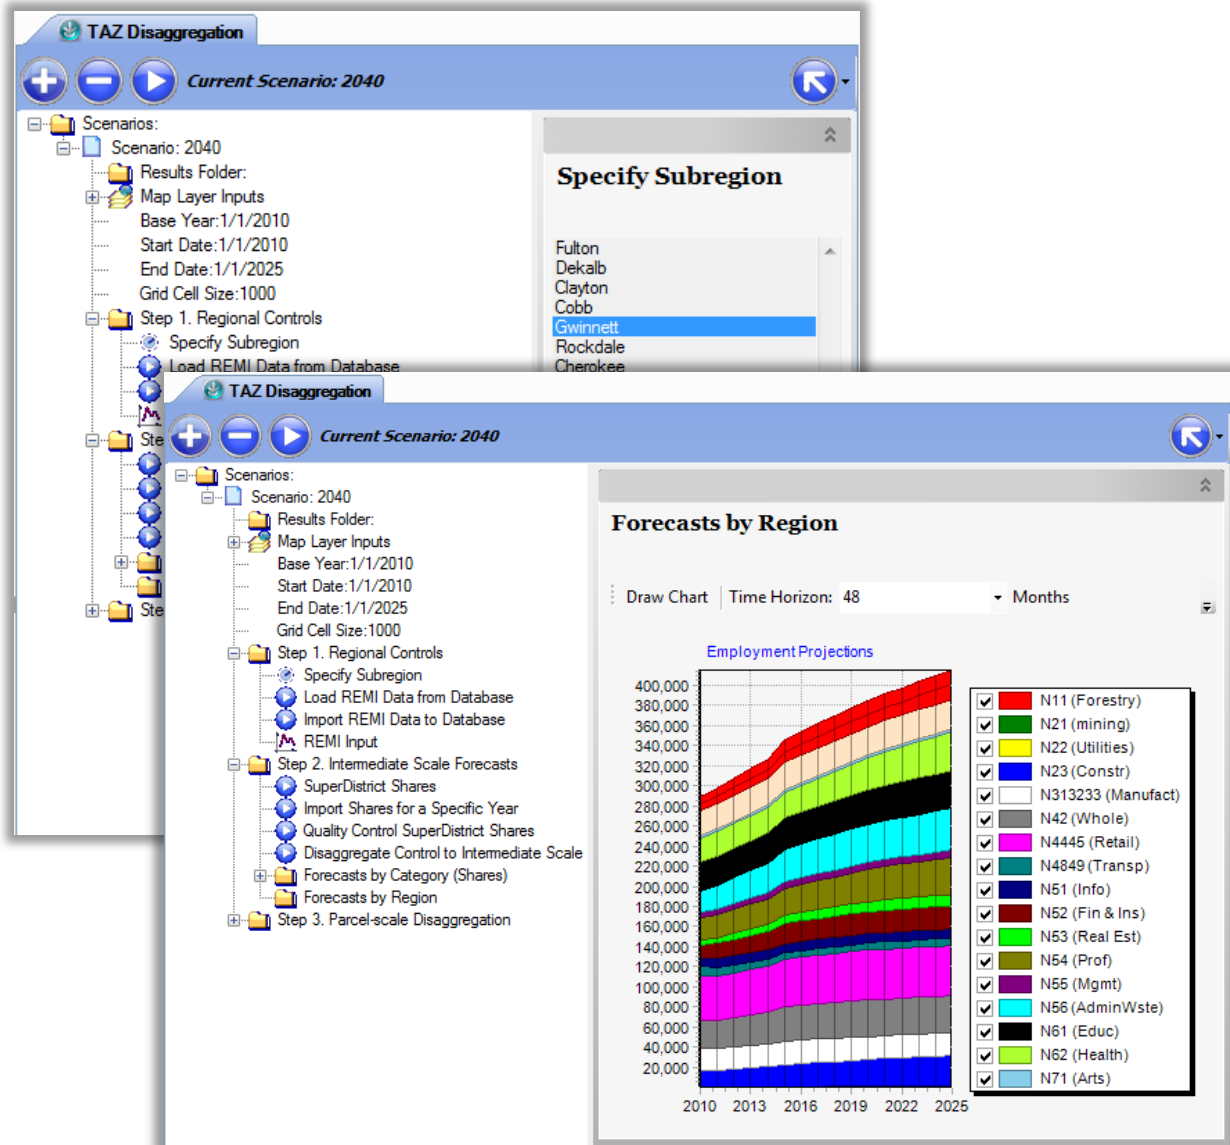 TAZ Disaggregation
Current Scenario: 2040
Scenarios:
Scenario: 2040
Results Folder:
Map Layer Inputs
Base Year:1/1/2010
Start Date:1/1/2010
End Date:1/1/2025
Grid Cell Size:1000
Step 1. Regional Controls
Specify Subregion
Load REMI Data from Database
Ste
Ste
Specify Subregion
Fulton
Dekalb
Clayton
Cobb
Gwinnett
Rockdale
Cherokee
TAZ Disaggregation
Current Scenario: 2040
Scenarios:
Scenario: 2040
Results Folder:
Map Layer Inputs
Base Year:1/1/2010
Start Date:1/1/2010
End Date:1/1/2025
Grid Cell Size:1000
Step 1. Regional Controls
Specify Subregion
Load REMI Data from Database
Import REMI Data to Database
REMI Input
Step 2. Intermediate Scale Forecasts
SuperDistrict Shares
Import Shares for a Specific Year
Quality Control SuperDistrict Shares
Disaggregate Control to Intermediate Scale
Forecasts by Category (Shares)
Forecasts by Region
Step 3. Parcel-scale Disaggregation
Forecasts by Region
Draw Chart Time Horizon: 48 Months
Employment Projections
400,000
380,000
360,000
340,000
320,000
300,000
280,000
260,000
240,000
220,000
200,000
180,000
160,000
140,000
120,000
100,000
80,000
60,000
40,000
20,000
2010 2013 2016 2019 2022 2025
N11 (Forestry)
N21 (mining)
N22 (Utilities)
N23 (Constr)
N313233 (Manufact)
N42 (Whole)
N4445 (Retail)
N4849 (Transp)
N51 (Info)
N52 (Fin & Ins)
N53 (Real Est)
N54 (Prof)
N55 (Mgmt)
N56 (AdminWste)
N61 (Educ)
N62 (Health)
N71 (Arts)